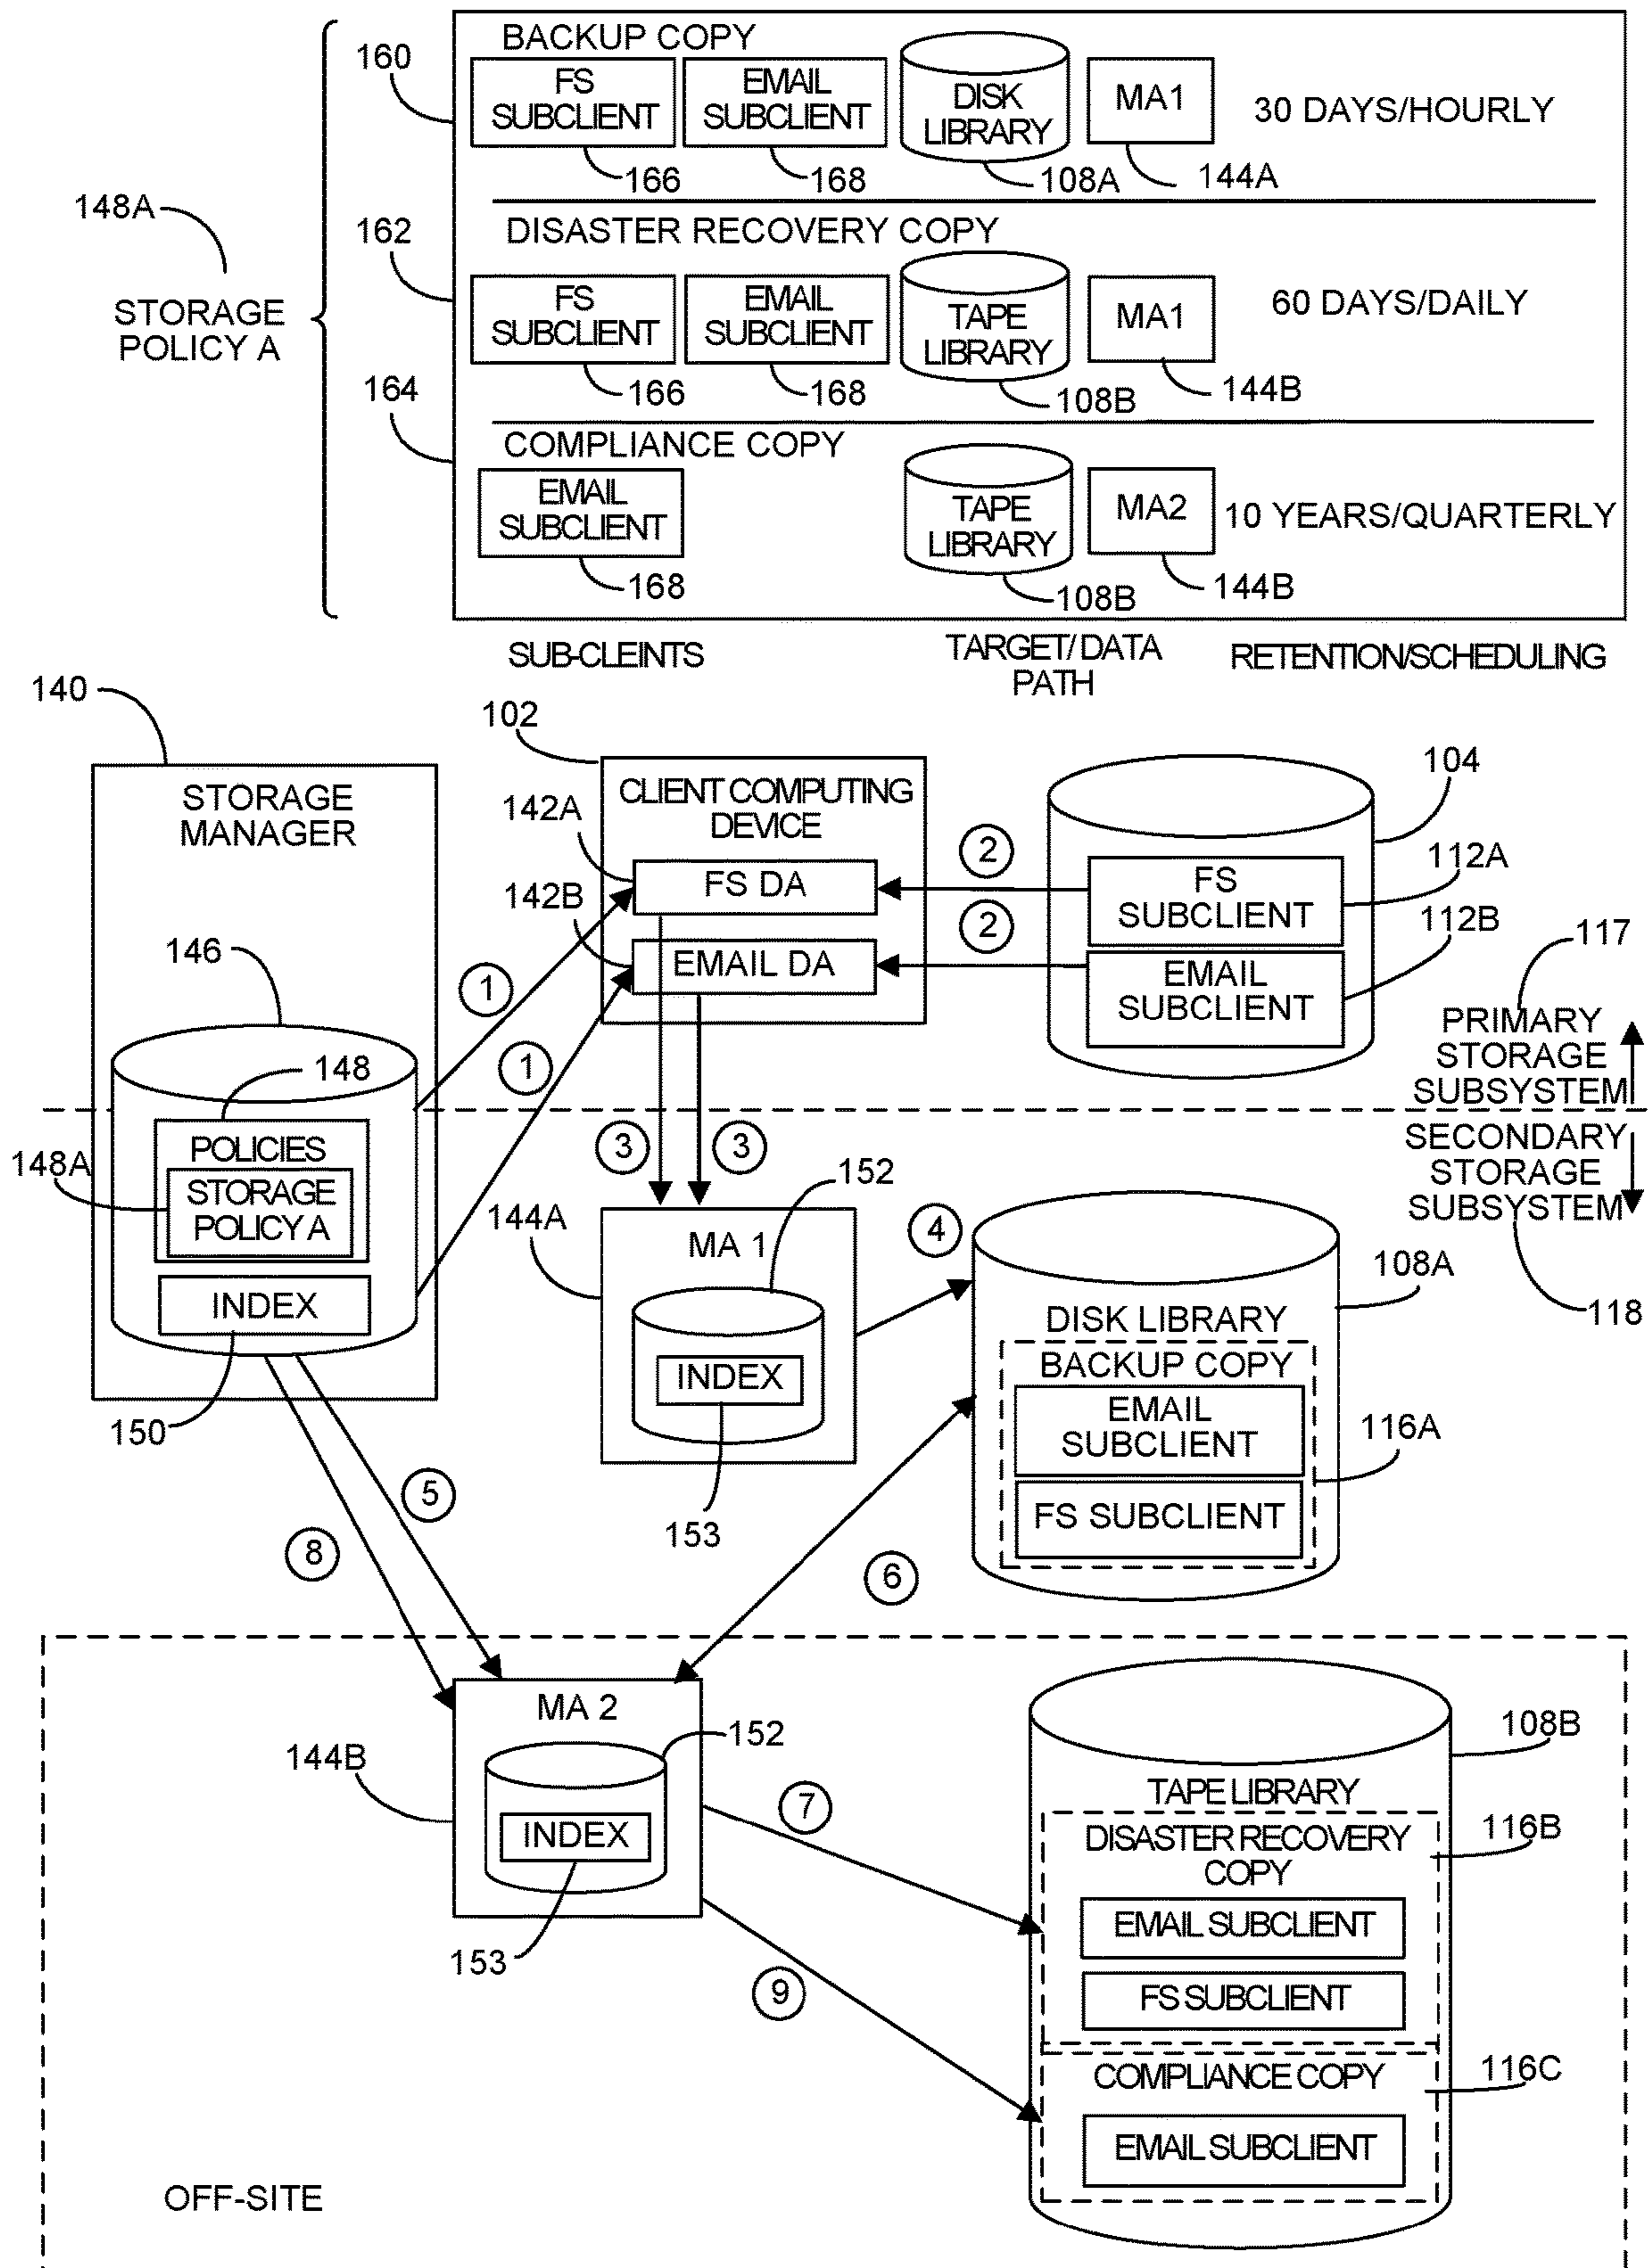 BACKUP COPY
160
FS
SUBCLIENT
EMAIL
SUBCLIENT
DISK
LIBRARY
MA1
30 DAYS/HOURLY
166
168
108A
144A
148A
STORAGE
POLICY A
162
DISASTER RECOVERY COPY
FS
SUBCLIENT
EMAIL
SUBCLIENT
TAPE
LIBRARY
MA1
60 DAYS/DAILY
166
168
108B
144B
164
COMPLIANCE COPY
EMAIL
SUBCLIENT
TAPE
LIBRARY
MA2
10 YEARS/QUARTERLY
168
108B
144B
SUB-CLEINTS
TARGET/DATA
PATH
RETENTION/SCHEDULING
140
STORAGE
MANAGER
102
CLIENT COMPUTING
DEVICE
142A
FS DA
142B
EMAIL DA
2
2
104
FS
SUBCLIENT
112A
EMAIL
SUBCLIENT
112B
117
PRIMARY
STORAGE
SUBSYSTEM
146
1
1
148
POLICIES
148A
STORAGE
POLICY A
INDEX
150
3
3
SECONDARY
STORAGE
SUBSYSTEM
118
144A
MA 1
152
INDEX
153
4
108A
DISK LIBRARY
BACKUP COPY
EMAIL
SUBCLIENT
FS SUBCLIENT
116A
5
8
6
MA 2
144B
152
INDEX
153
7
9
108B
TAPE LIBRARY
DISASTER RECOVERY
COPY
116B
EMAIL SUBCLIENT
FS SUBCLIENT
COMPLIANCE COPY
116C
EMAIL SUBCLIENT
OFF-SITE